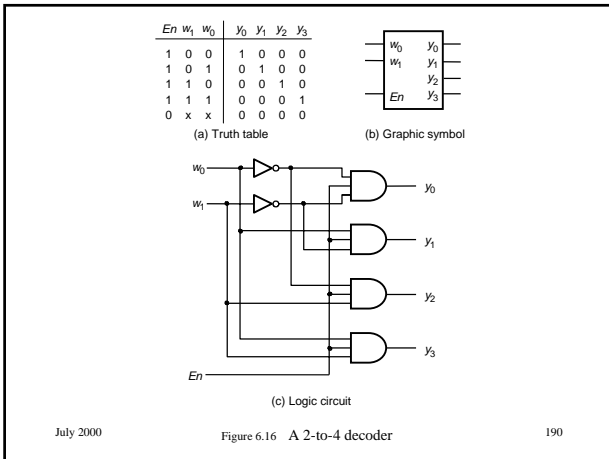 En w1 w0 y0 y1 y2 y3
1 0 0 1 0 0 0
1 0 1 0 1 0 0
1 1 0 0 0 1 0
1 1 1 0 0 0 1
0 x x 0 0 0 0
(a) Truth table
w0 y0
w1 y1
y2
En y3
(b) Graphic symbol
w0
y0
w1
y1
y2
y3
En
(c) Logic circuit
July 2000 Figure 6.16 A 2-to-4 decoder 190